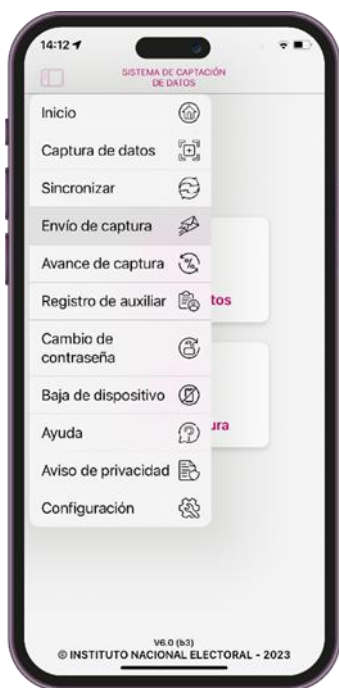 14:12
SISTEMA DE CAPTACIÓN
DE DATOS
Inicio
Captura de datos
Sincronizar
Envío de captura
Avance de captura
Registro de auxiliar
tos
Cambio de
contraseña
Baja de dispositivo
Ayuda
ura
Aviso de privacidad
Configuración
V6.0 (b3)
© INSTITUTO NACIONAL ELECTORAL - 2023